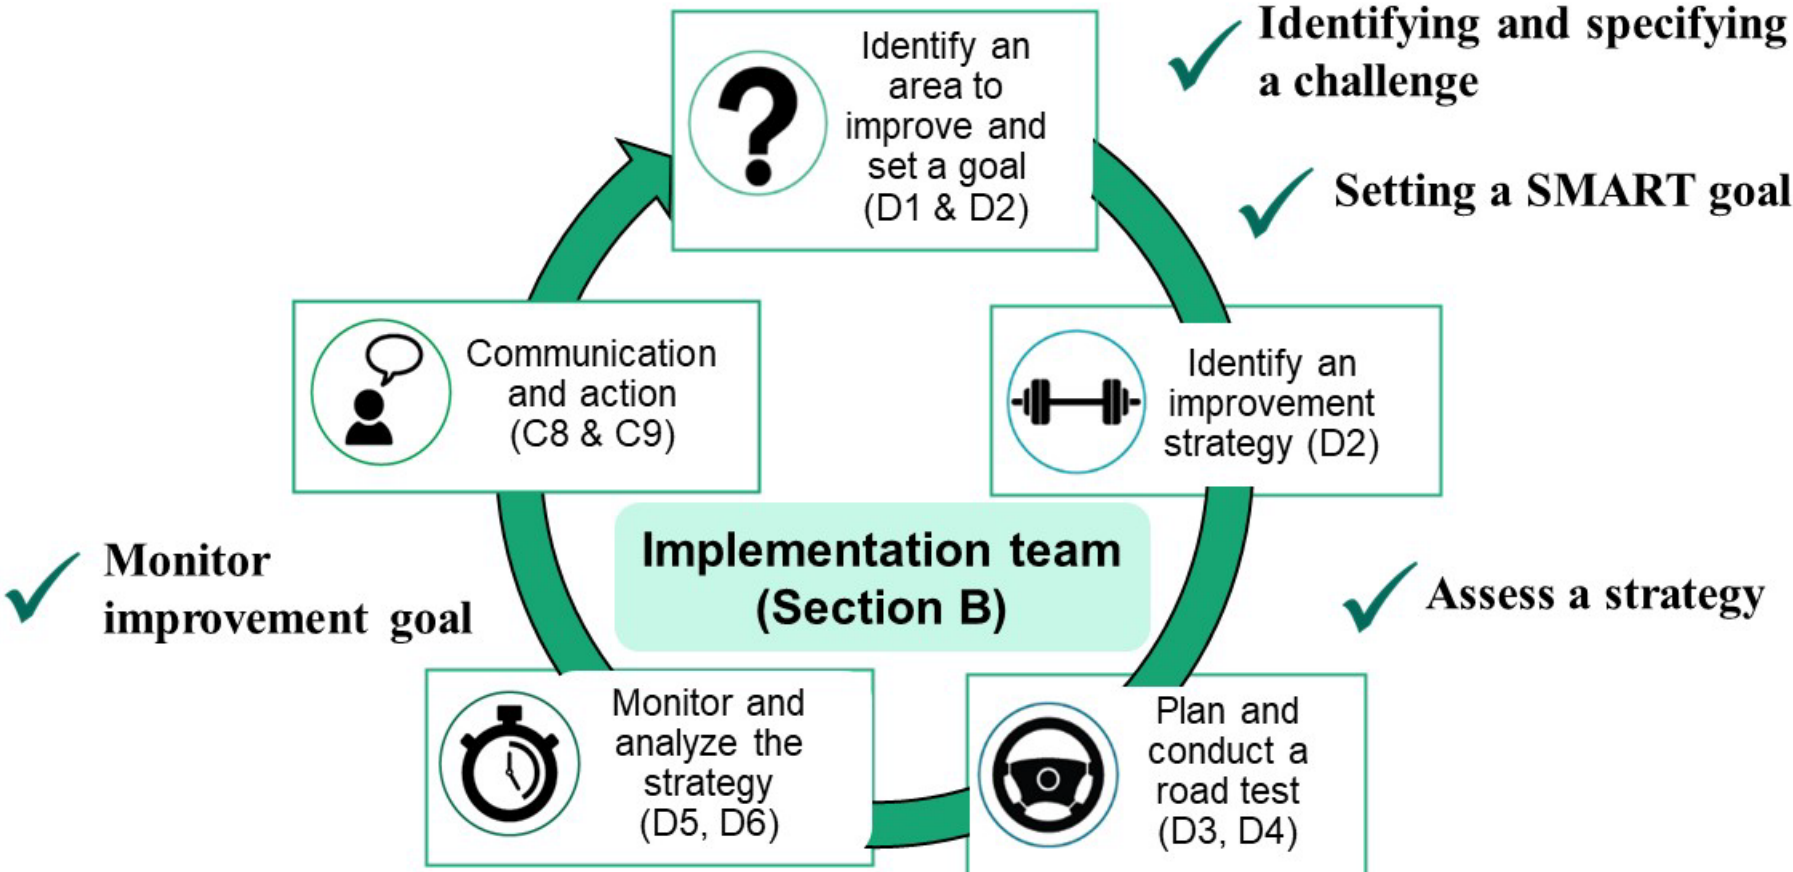 Identify an
area to
improve and
set a goal
(D1 & D2)
Identifying and specifying
a challenge
Setting a SMART goal
Communication
and action
(C8 & C9)
Identify an
improvement
strategy (D2)
Implementation team
(Section B)
Monitor
improvement goal
Assess a strategy
Monitor and
analyze the
strategy
(D5, D6)
Plan and
conduct a
road test
(D3, D4)